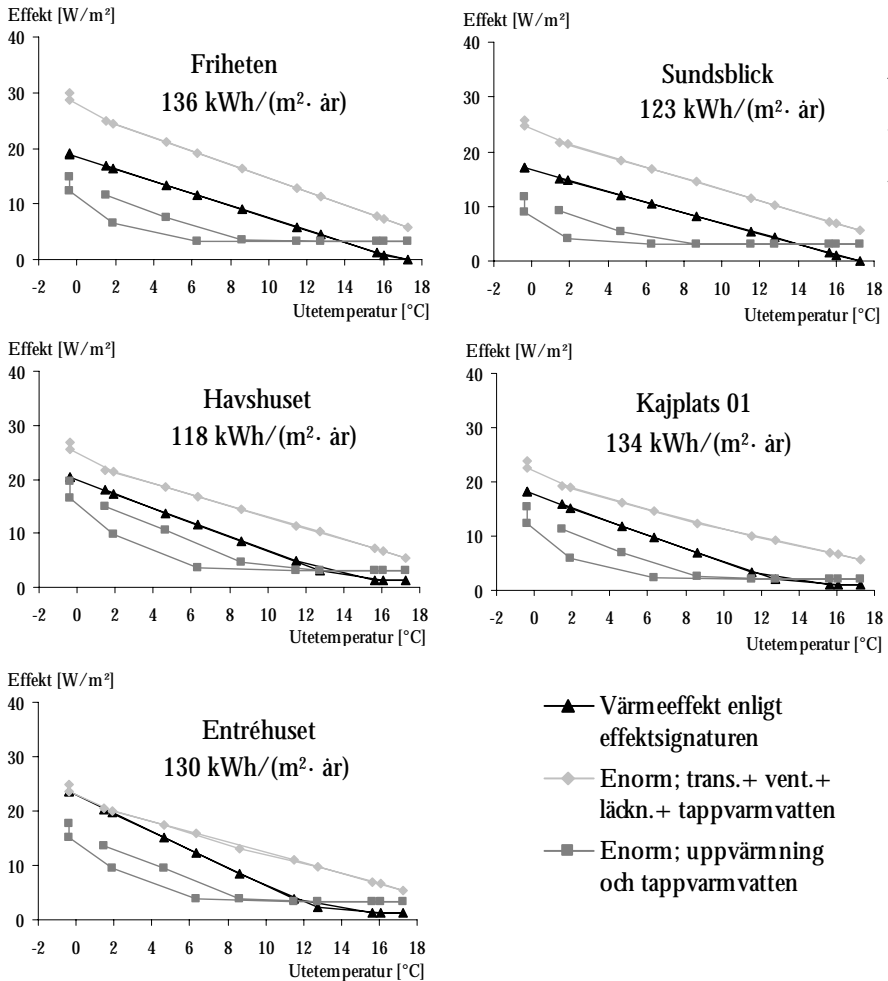 Effekt [W/m²]
40
30
20
10
0
-2 0 2 4 6 8 10 12 14 16 18
Utetemperatur [°C]
Friheten
136 kWh/(m²· år)
Effekt [W/m²]
40
30
20
10
0
-2 0 2 4 6 8 10 12 14 16 18
Utetemperatur [°C]
Sundsblick
123 kWh/(m²· år)
Effekt [W/m²]
40
30
20
10
0
-2 0 2 4 6 8 10 12 14 16 18
Utetemperatur [°C]
Havshuset
118 kWh/(m²· år)
Effekt [W/m²]
40
30
20
10
0
-2 0 2 4 6 8 10 12 14 16 18
Utetemperatur [°C]
Kajplats 01
134 kWh/(m²· år)
Effekt [W/m²]
40
30
20
10
0
-2 0 2 4 6 8 10 12 14 16 18
Utetemperatur [°C]
Entréhuset
130 kWh/(m²· år)
Värmeeffekt enligt
effektsignaturen
Enorm; trans.+ vent.+
läckn.+ tappvarmvatten
Enorm; uppvärmning
och tappvarmvatten